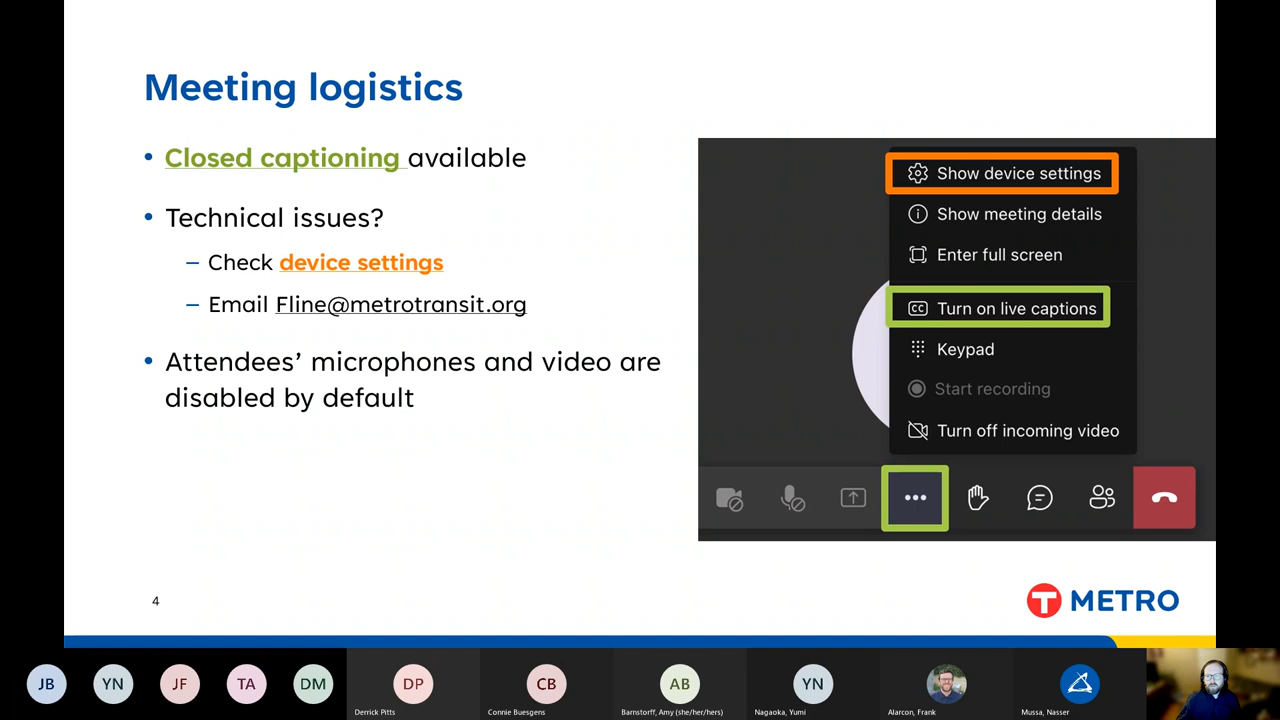 Meeting logistics
• Closed captioning available
• Technical issues?
– Check device settings
– Email Fline@metrotransit.org
• Attendees’ microphones and video are
disabled by default
Show device settings
Show meeting details
Enter full screen
CC Turn on live captions
Keypad
Start recording
Turn off incoming video
4
T METRO
JB
YN
JF
TA
DM
DP
CB
AB
YN
Derrick Pitts
Connie Buesgens
Barnstorff, Amy (she/her/hers)
Nagaoka, Yumi
Alarcon, Frank
Mussa, Nasser